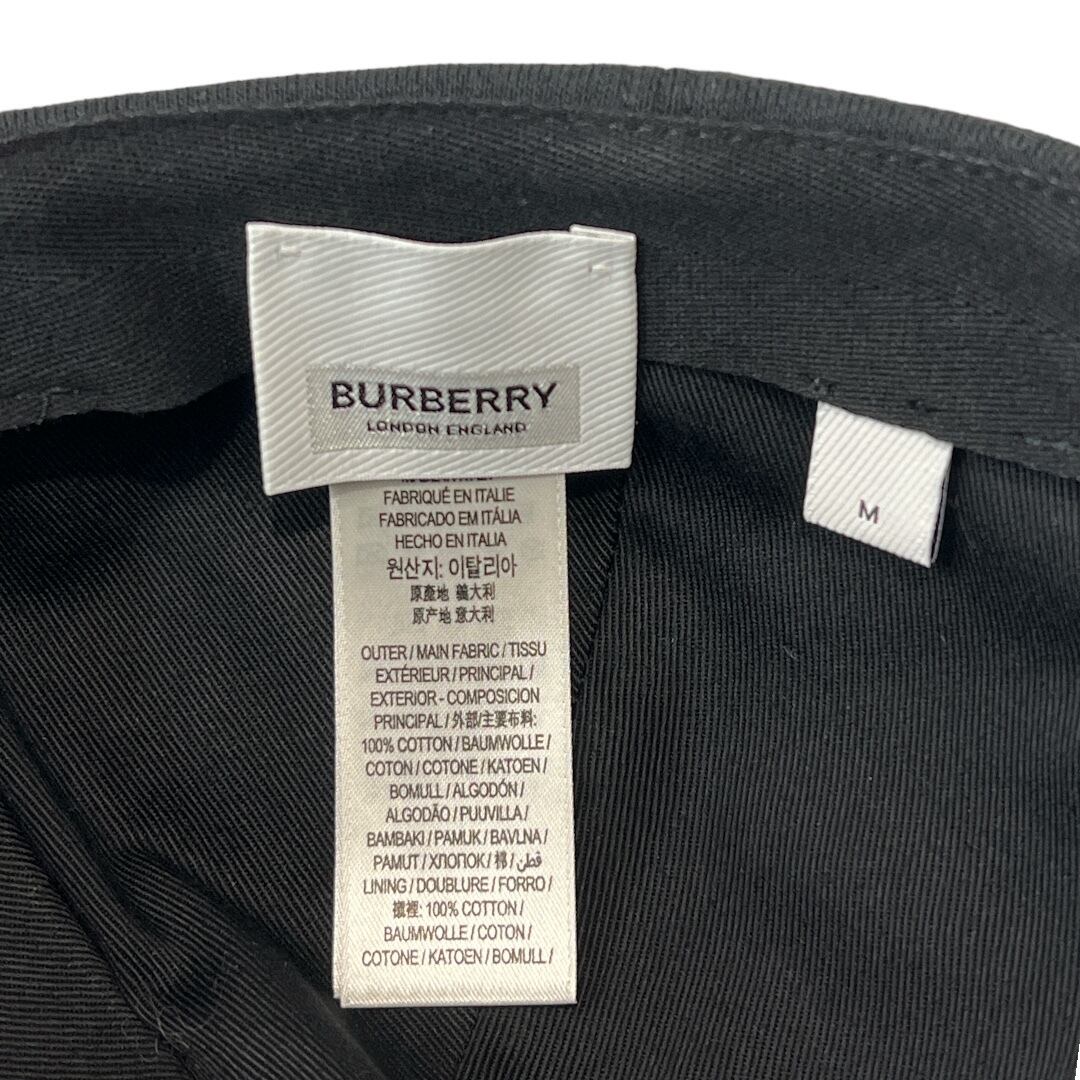 BURBERRY
LONDON ENGLAND
M
FABRIQUÉ EN ITALIE
FABRICADO EM ITÁLIA
HECHO EN ITALIA
원산지: 이탈리아
原產地 義大利
原产地 意大利
OUTER / MAIN FABRIC / TISSU
EXTÉRIEUR / PRINCIPAL /
EXTERIOR - COMPOSICION
PRINCIPAL / 外部/主要布料:
100% COTTON / BAUMWOLLE /
COTON / COTONE / KATOEN /
BOMULL / ALGODÓN /
ALGODÃO / PUUVILLA /
BAMBAKI / PAMUK / BAVLNA /
PAMUT / ХЛОПОК / 棉 / قطن /
LINING / DOUBLURE / FORRO /
襯裡: 100% COTTON /
BAUMWOLLE / COTON /
COTONE / KATOEN / BOMULL /